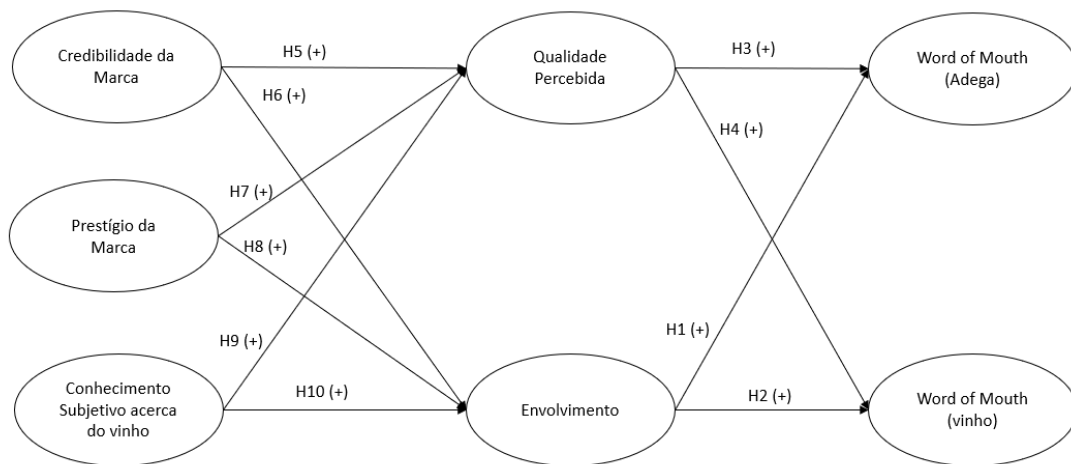 Credibilidade da
Marca
H5 (+)
Qualidade
Percebida
H3 (+)
Word of Mouth
(Adega)
H6 (+)
H4 (+)
H7 (+)
Prestígio da
Marca
H8 (+)
H9 (+)
H1 (+)
Conhecimento
Subjetivo acerca
do vinho
H10 (+)
Envolvimento
H2 (+)
Word of Mouth
(vinho)